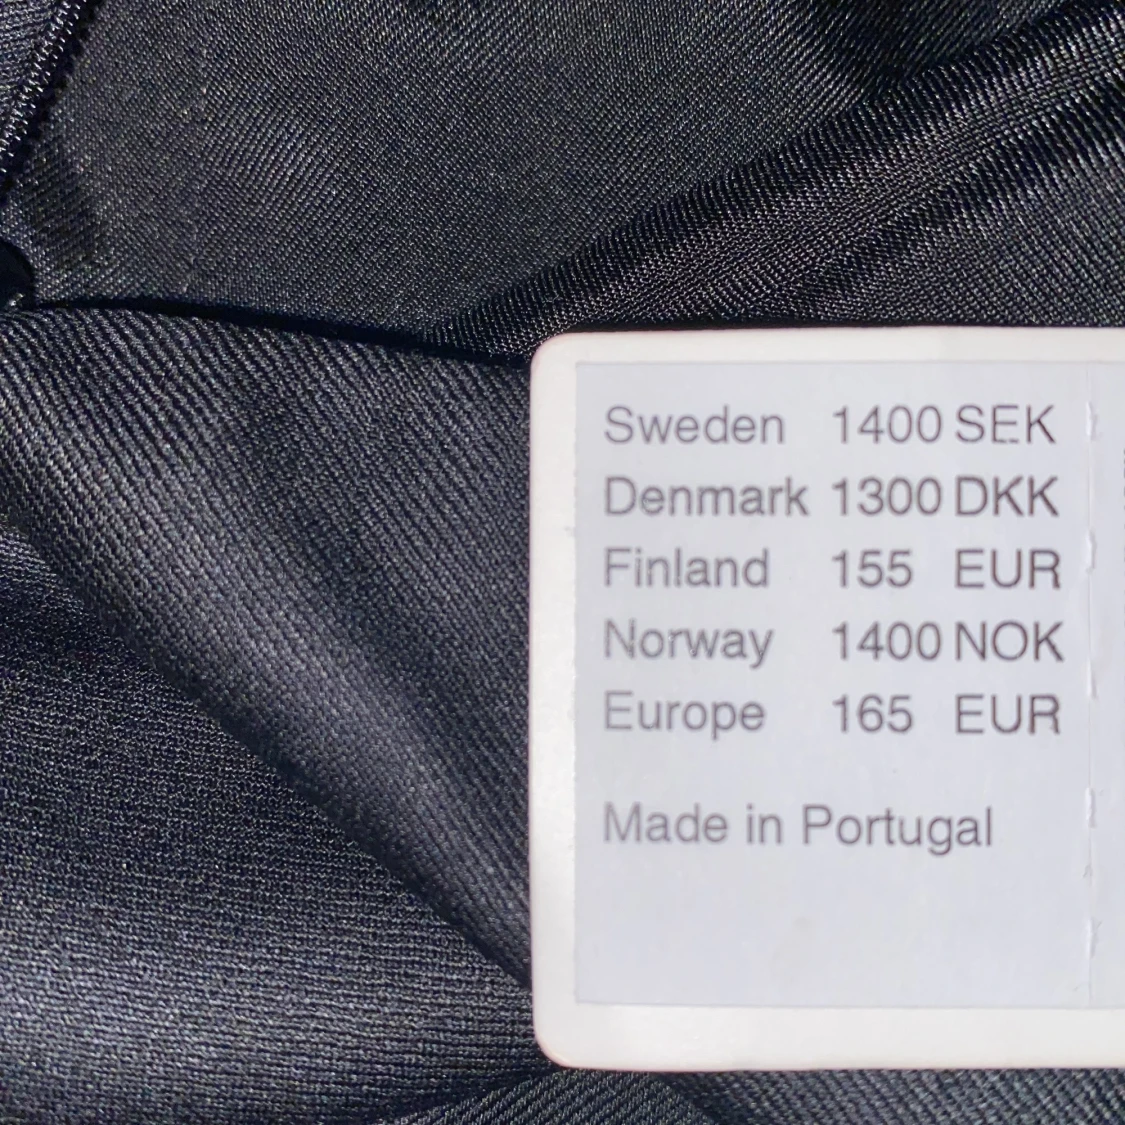 Sweden 1400 SEK
Denmark 1300 DKK
Finland 155 EUR
Norway 1400 NOK
Europe 165 EUR
Made in Portugal